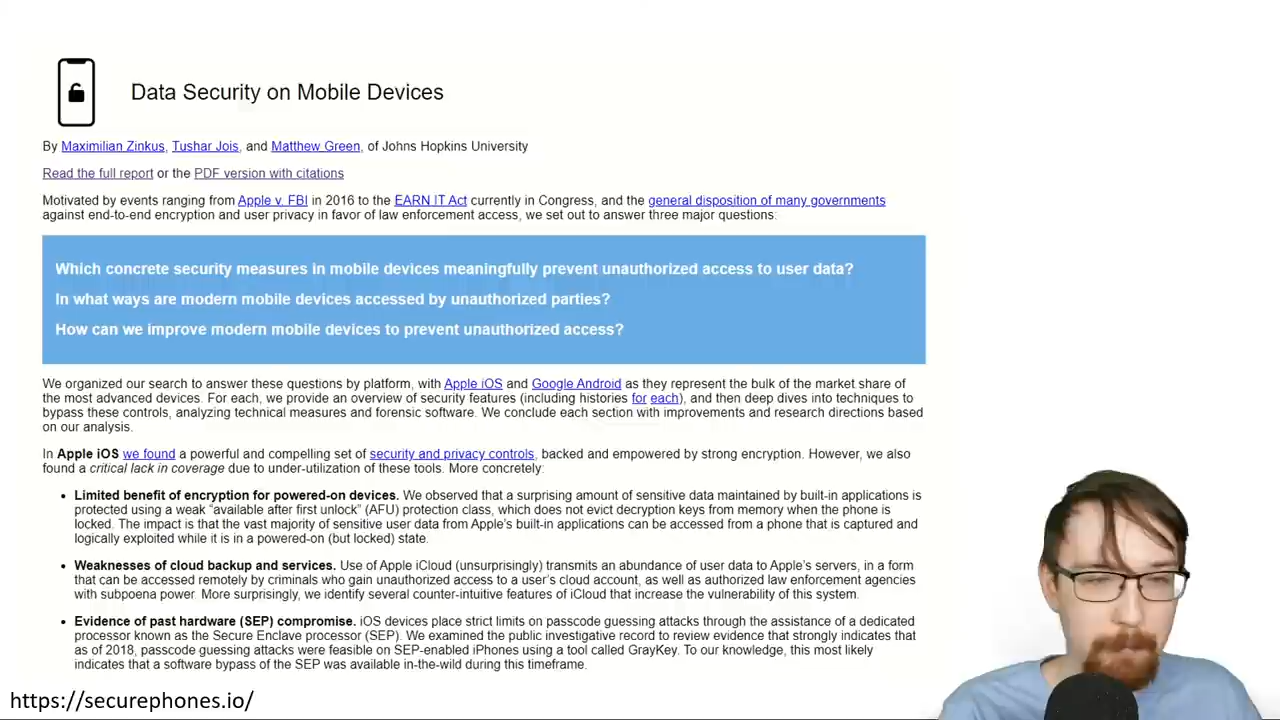 Data Security on Mobile Devices
By Maximilian Zinkus, Tushar Jois, and Matthew Green, of Johns Hopkins University
Read the full report or the PDF version with citations
Motivated by events ranging from Apple v. FBI in 2016 to the EARN IT Act currently in Congress, and the general disposition of many governments
against end-to-end encryption and user privacy in favor of law enforcement access, we set out to answer three major questions:
Which concrete security measures in mobile devices meaningfully prevent unauthorized access to user data?
In what ways are modern mobile devices accessed by unauthorized parties?
How can we improve modern mobile devices to prevent unauthorized access?
We organized our search to answer these questions by platform, with Apple iOS and Google Android as they represent the bulk of the market share of
the most advanced devices. For each, we provide an overview of security features (including histories for each), and then deep dives into techniques to
bypass these controls, analyzing technical measures and forensic software. We conclude each section with improvements and research directions based
on our analysis.
In Apple iOS we found a powerful and compelling set of security and privacy controls, backed and empowered by strong encryption. However, we also
found a critical lack in coverage due to under-utilization of these tools. More concretely:
• Limited benefit of encryption for powered-on devices. We observed that a surprising amount of sensitive data maintained by built-in applications is
protected using a weak “available after first unlock” (AFU) protection class, which does not evict decryption keys from memory when the phone is
locked. The impact is that the vast majority of sensitive user data from Apple’s built-in applications can be accessed from a phone that is captured and
logically exploited while it is in a powered-on (but locked) state.
• Weaknesses of cloud backup and services. Use of Apple iCloud (unsurprisingly) transmits an abundance of user data to Apple’s servers, in a form
that can be accessed remotely by criminals who gain unauthorized access to a user’s cloud account, as well as authorized law enforcement agencies
with subpoena power. More surprisingly, we identify several counter-intuitive features of iCloud that increase the vulnerability of this system.
• Evidence of past hardware (SEP) compromise. iOS devices place strict limits on passcode guessing attacks through the assistance of a dedicated
processor known as the Secure Enclave processor (SEP). We examined the public investigative record to review evidence that strongly indicates that
as of 2018, passcode guessing attacks were feasible on SEP-enabled iPhones using a tool called GrayKey. To our knowledge, this most likely
indicates that a software bypass of the SEP was available in-the-wild during this timeframe.
https://securephones.io/